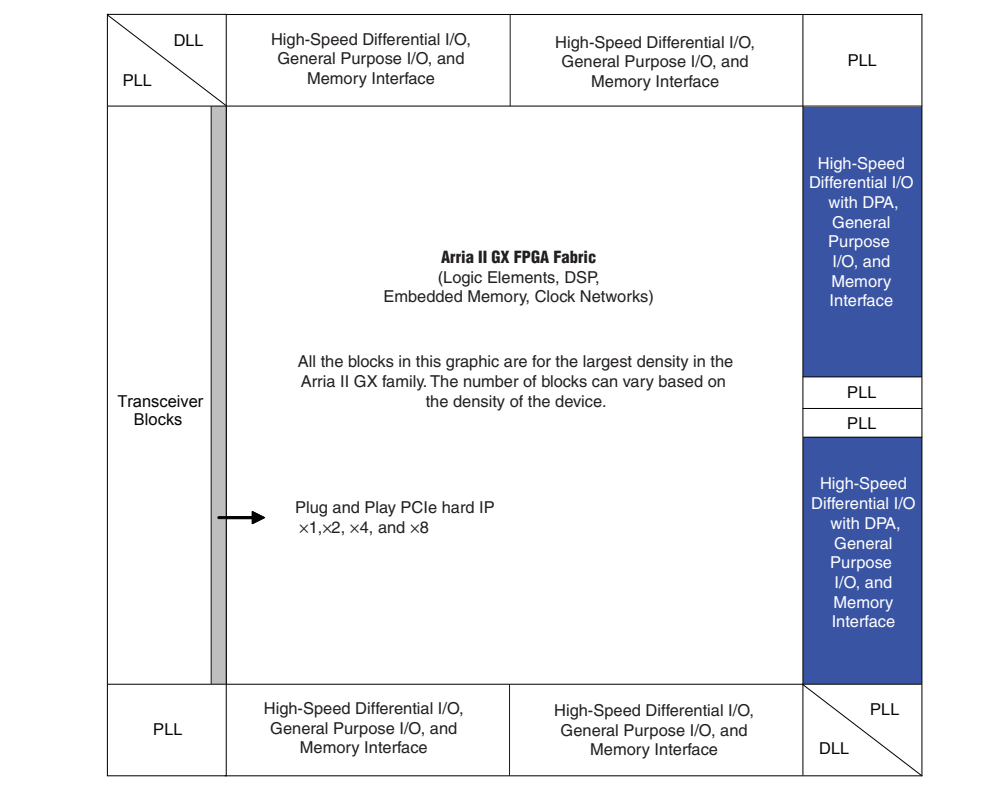 DLL
PLL
High-Speed Differential I/O,
General Purpose I/O, and
Memory Interface
High-Speed Differential I/O,
General Purpose I/O, and
Memory Interface
PLL
Transceiver
Blocks
Arria II GX FPGA Fabric
(Logic Elements, DSP,
Embedded Memory, Clock Networks)
All the blocks in this graphic are for the largest density in the
Arria II GX family. The number of blocks can vary based on
the density of the device.
Plug and Play PCIe hard IP
×1,×2, ×4, and ×8
High-Speed
Differential I/O
with DPA,
General
Purpose
I/O, and
Memory
Interface
PLL
PLL
High-Speed
Differential I/O
with DPA,
General
Purpose
I/O, and
Memory
Interface
PLL
High-Speed Differential I/O,
General Purpose I/O, and
Memory Interface
High-Speed Differential I/O,
General Purpose I/O, and
Memory Interface
PLL
DLL